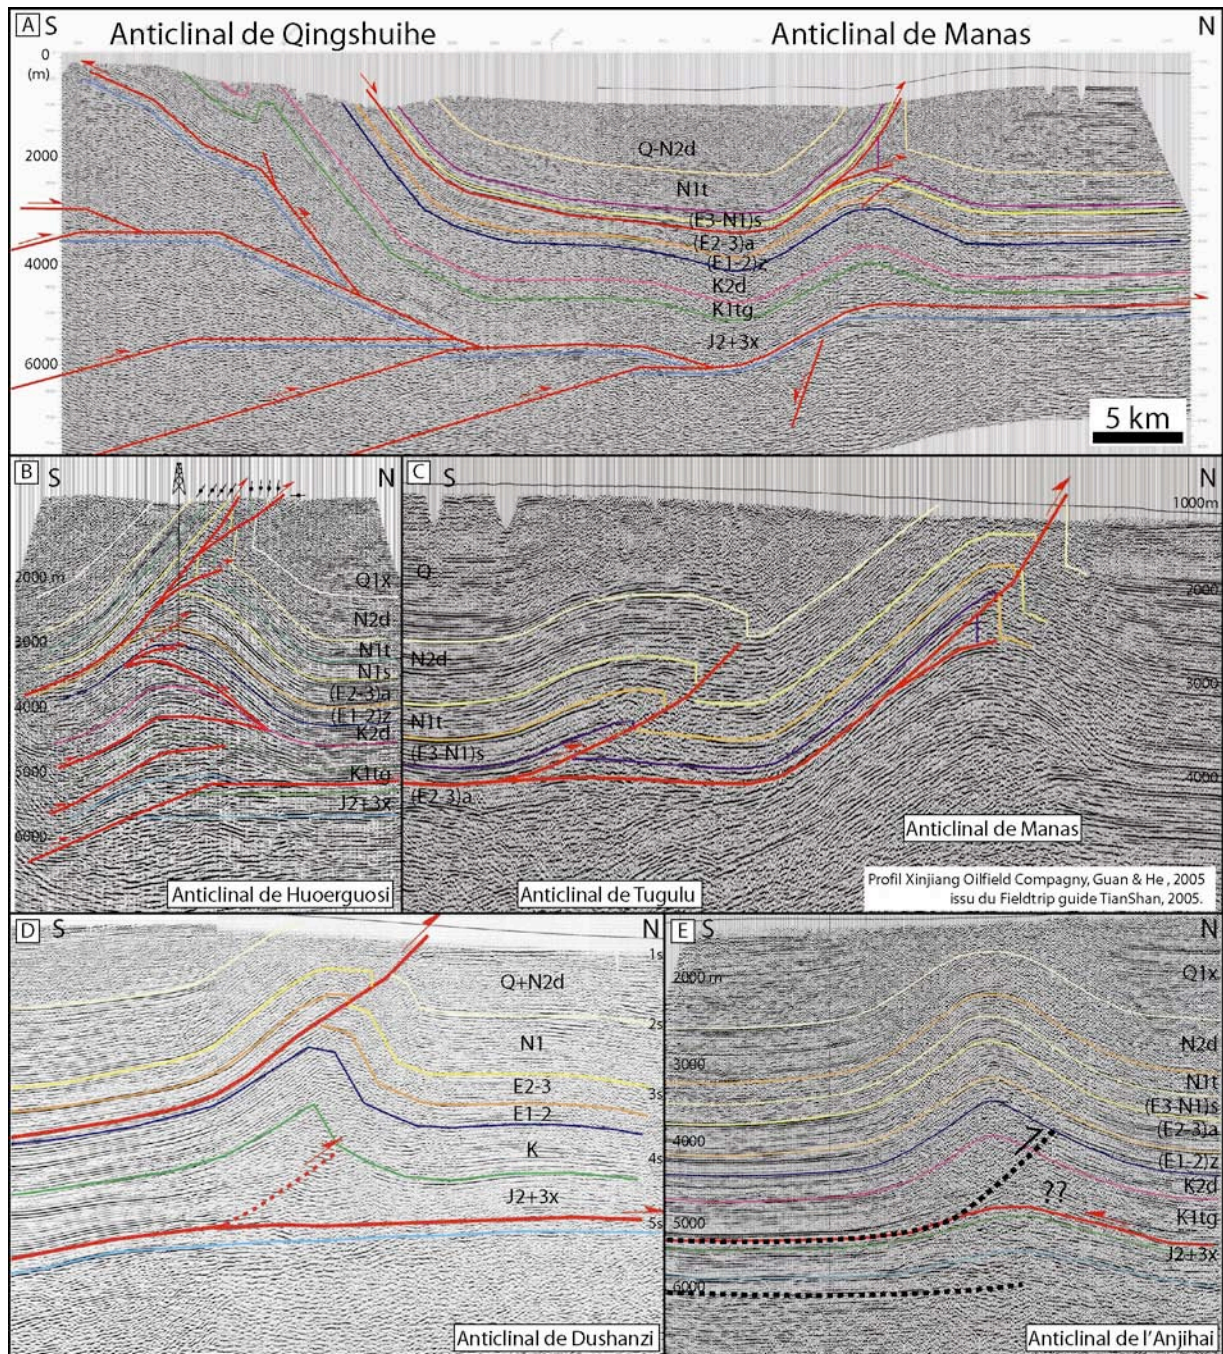 A S
Anticlinal de Qingshuihe
Anticlinal de Manas
N
0
(m)
2000
4000
6000
Q-N2d
N1t
(E3-N1)s
(E2-3)a
(E1-2)z
K2d
K1tg
J2+3x
5 km
B S
N
2000 m
3000
4000
5000
6000
Q1x
N2d
N1t
N1s
(E2-3)a
(E1-2)z
K2d
K1tg
J2+3x
Anticlinal de Huoerguosi
C S
N
1000m
2000
3000
4000
Q
N2d
N1t
(E3-N1)s
(E2-3)a
Anticlinal de Manas
Anticlinal de Tugulu
Profil Xinjiang Oilfield Compagny, Guan & He , 2005
issu du Fieldtrip guide TianShan, 2005.
D S
N
1s
2s
3s
4s
5s
Q+N2d
N1
E2-3
E1-2
K
J2+3x
Anticlinal de Dushanzi
E S
N
2000 m
3000
4000
5000
6000
Q1x
N2d
N1t
(E3-N1)s
(E2-3)a
(E1-2)z
K2d
??
K1tg
J2+3x
Anticlinal de l'Anjihai